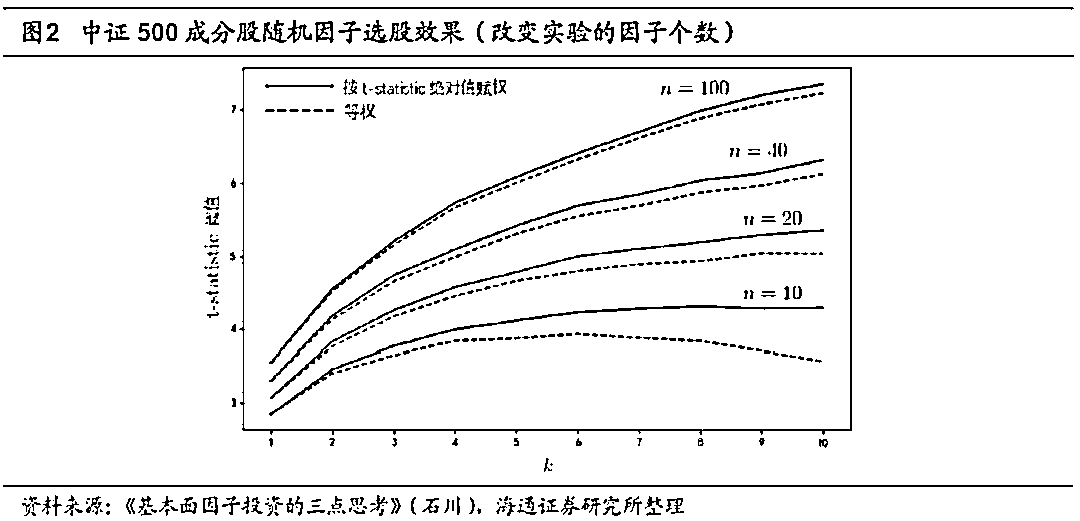 图2 中证 500 成分股随机因子选股效果（改变实验的因子个数）
按 t-statistic 绝对值赋权
等权
n = 100
n = 40
n = 20
n = 10
t-statistic 阈值
7
6
5
4
3
1 2 3 4 5 6 7 8 9 10
k
资料来源：《基本面因子投资的三点思考》（石川），海通证券研究所整理